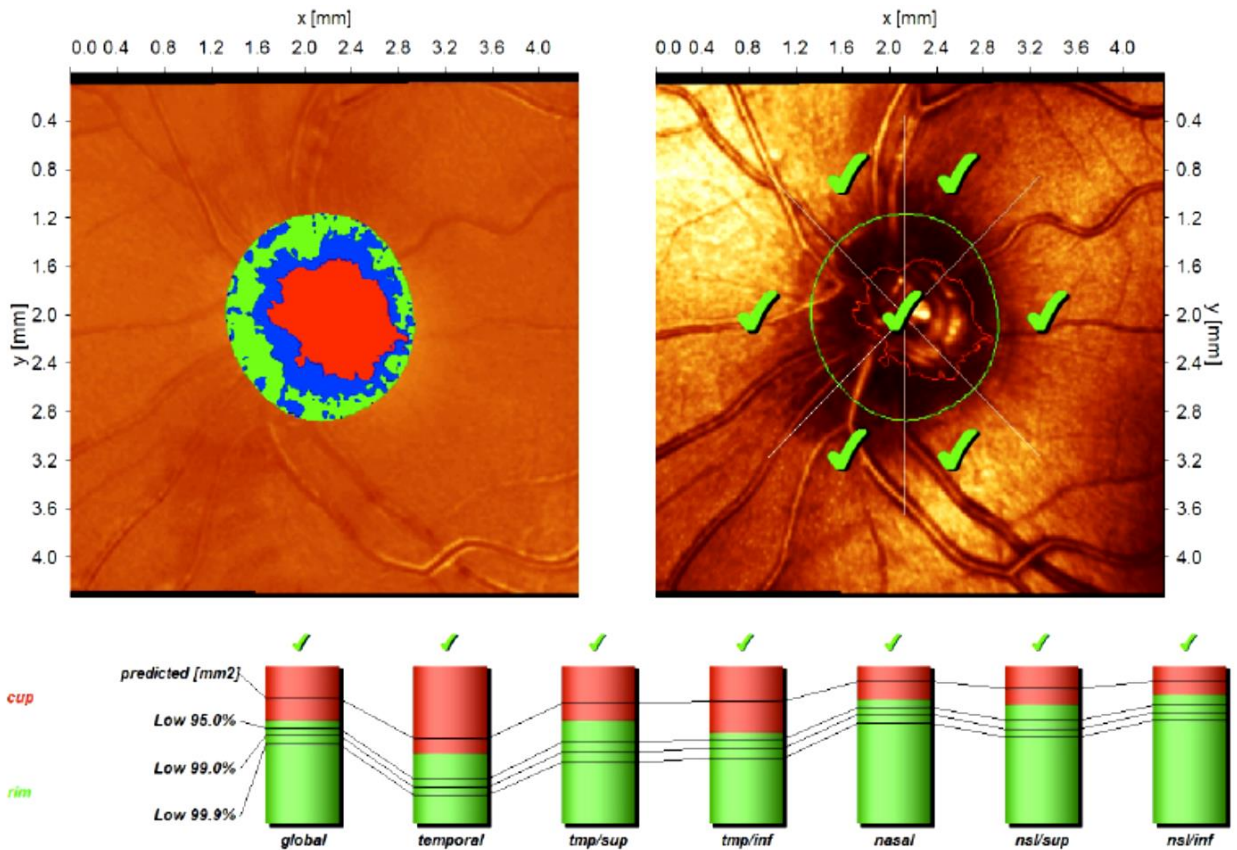 x [mm]
x [mm]
0.0 0.4 0.8 1.2 1.6 2.0 2.4 2.8 3.2 3.6 4.0
0.0 0.4 0.8 1.2 1.6 2.0 2.4 2.8 3.2 3.6 4.0
0.4
0.8
1.2
1.6
2.0
2.4
2.8
3.2
3.6
4.0
y [mm]
0.4
0.8
1.2
1.6
2.0
2.4
2.8
3.2
3.6
4.0
y [mm]
predicted [mm2]
cup
Low 95.0%
Low 99.0%
rim
Low 99.9%
global temporal tmp/sup tmp/inf nasal nsl/sup nsl/inf